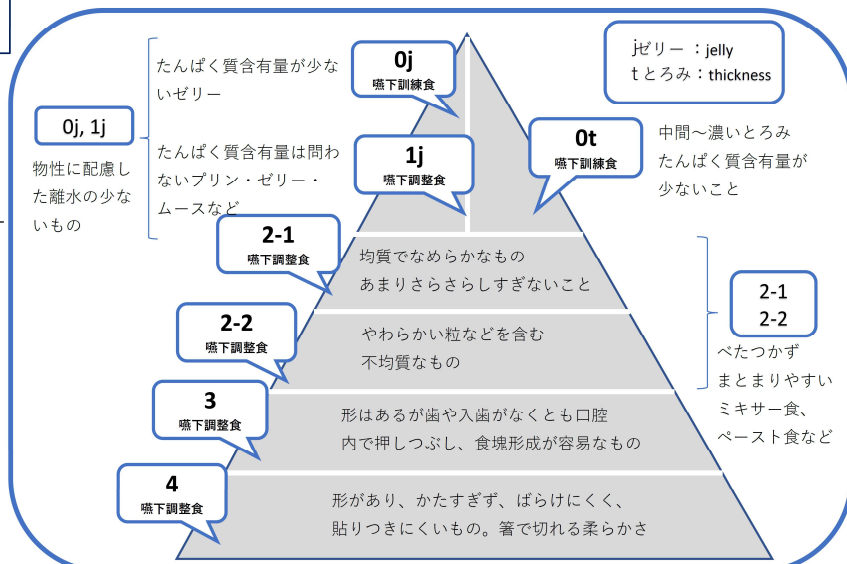 jゼリー ：jelly
tとろみ：thickness
0j, 1j
物性に配慮し
た離水の少な
いもの
たんぱく質含有量が少な
いゼリー
たんぱく質含有量は問わ
ないプリン・ゼリー・
ムースなど
0j
嚥下訓練食
1j
嚥下調整食
0t
嚥下訓練食
中間～濃いとろみ
たんぱく質含有量が
少ないこと
2-1
嚥下調整食
均質でなめらかなもの
あまりさらさらしすぎないこと
2-2
嚥下調整食
やわらかい粒などを含む
不均質なもの
2-1
2-2
べたつかず
まとまりやすい
ミキサー食、
ペースト食など
3
嚥下調整食
形はあるが歯や入歯がなくとも口腔
内で押しつぶし、食塊形成が容易なもの
4
嚥下調整食
形があり、かたすぎず、ばらけにくく、
貼りつきにくいもの。箸で切れる柔らかさ